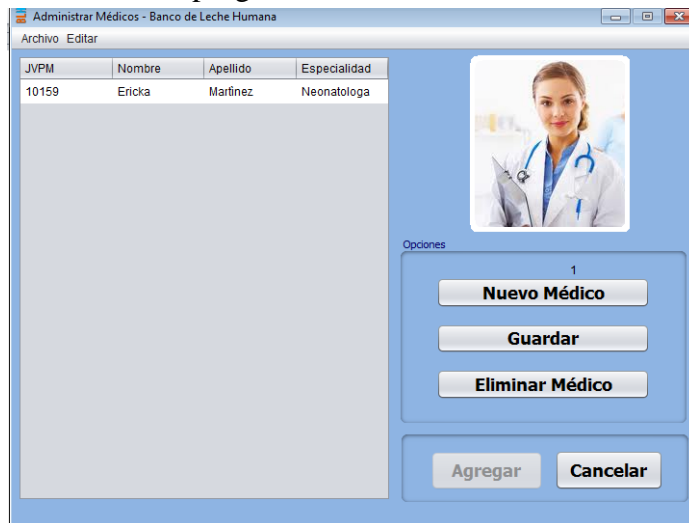 Administrar Médicos - Banco de Leche Humana
Archivo Editar
JVPM Nombre Apellido Especialidad
10159 Ericka Martinez Neonatologa
Opciones
1
Nuevo Médico
Guardar
Eliminar Médico
Agregar Cancelar